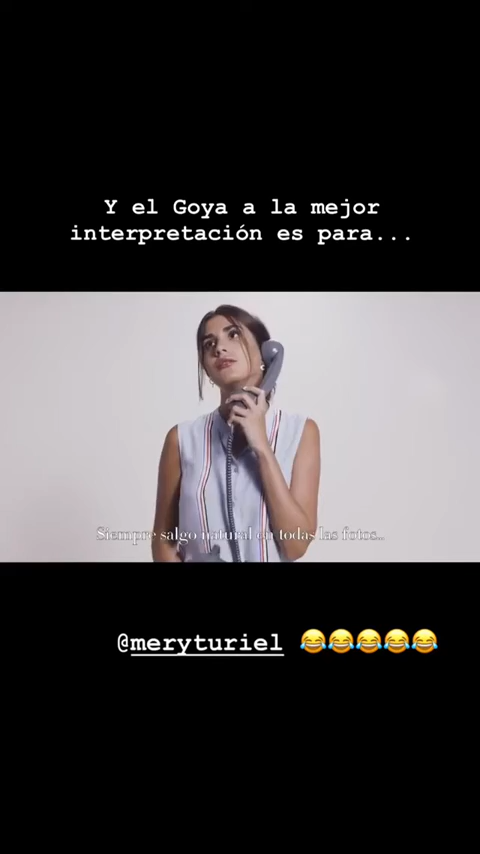 Y el Goya a la mejor
interpretación es para...
Siempre salgo natural en todas las fotos..
@meryturiel 😂😂😂😂😂